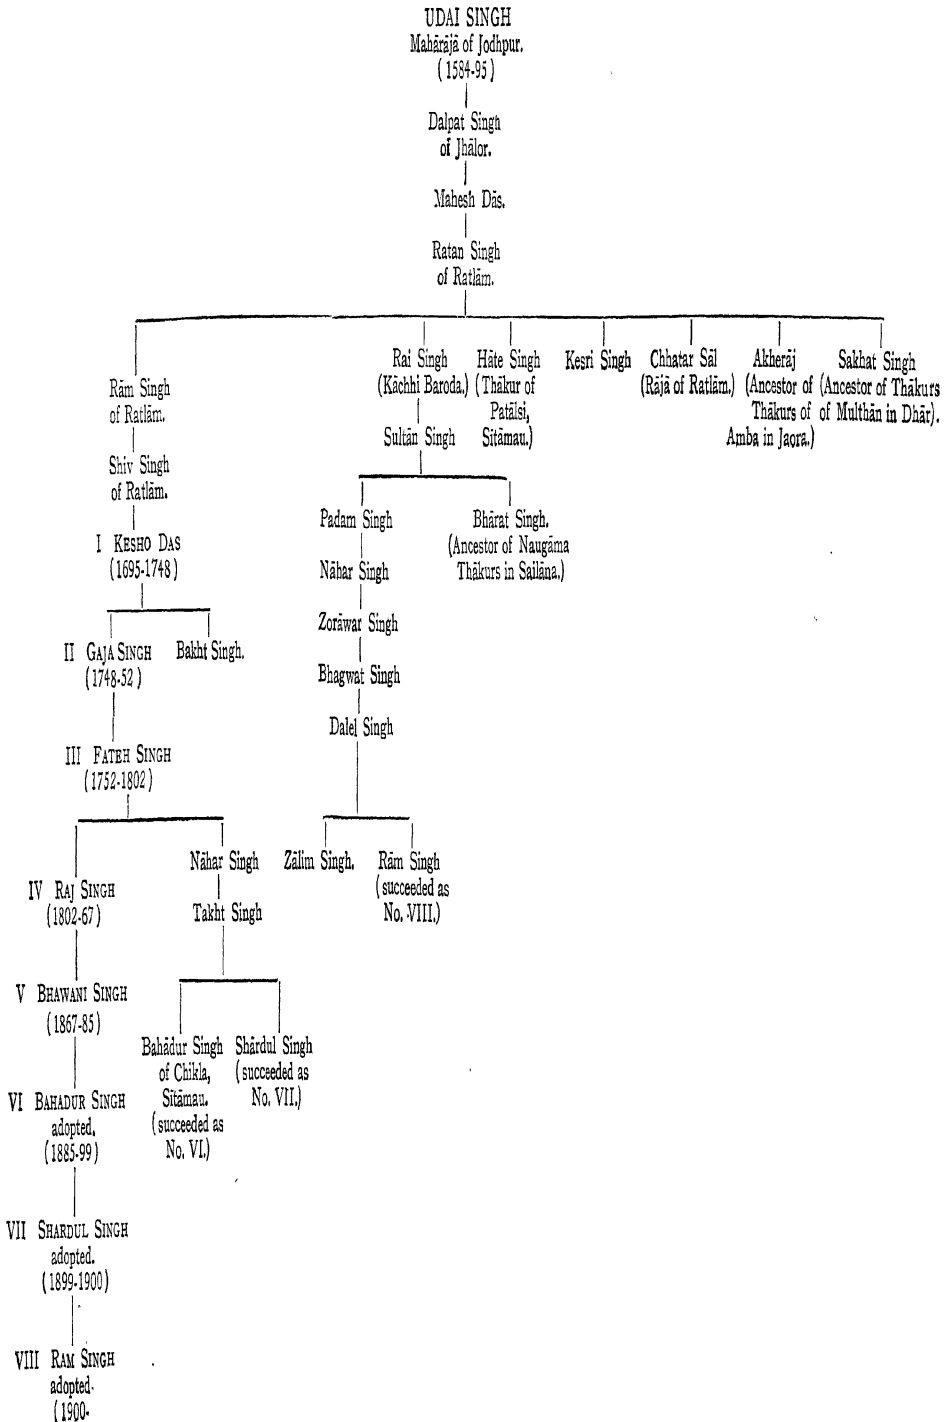 UDAI SINGH
Mahārājā of Jodhpur.
(1584-95)
Dalpat Singh
of Jhālor.
Mahesh Dās.
Ratan Singh
of Ratlām.
Rām Singh
of Ratlām.
Shiv Singh
of Ratlām.
I KESHO DAS
(1695-1748)
II GAJA SINGH
(1748-52)
Bakht Singh.
III FATEH SINGH
(1752-1802)
IV RAJ SINGH
(1802-67)
V BHAWANI SINGH
(1867-85)
VI BAHADUR SINGH
adopted.
(1885-99)
VII SHARDUL SINGH
adopted.
(1899-1900)
VIII RAM SINGH
adopted.
(1900-
Nāhar Singh
Takht Singh
Bahādur Singh
of Chikla,
Sītāmau.
(succeeded as
No. VI.)
Shārdul Singh
(succeeded as
No. VII.)
Rai Singh
(Kāchhi Baroda.)
Sultān Singh
Padam Singh
Nāhar Singh
Zorāwar Singh
Bhagwat Singh
Dalel Singh
Zālim Singh.
Rām Singh
(succeeded as
No. VIII.)
Bhārat Singh.
(Ancestor of Naugāma
Thākurs in Sailāna.)
Hāte Singh
(Thākur of
Patālsi,
Sītāmau.)
Kesri Singh
Chhatar Sāl
(Rājā of Ratlām.)
Akherāj
(Ancestor of
Thākurs of
Amba in Jaora.)
Sakhat Singh
(Ancestor of Thākurs
of Multhān in Dhār).